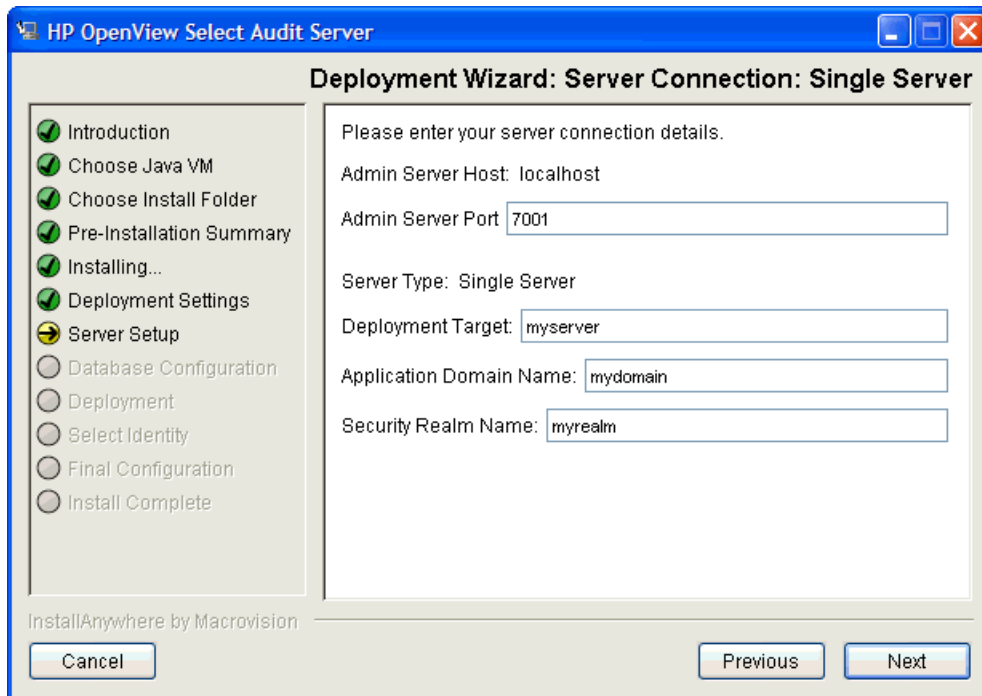 HP OpenView Select Audit Server
Deployment Wizard: Server Connection: Single Server
Introduction
Choose Java VM
Choose Install Folder
Pre-Installation Summary
Installing...
Deployment Settings
Server Setup
Database Configuration
Deployment
Select Identity
Final Configuration
Install Complete
Please enter your server connection details.
Admin Server Host: localhost
Admin Server Port 7001
Server Type: Single Server
Deployment Target: myserver
Application Domain Name: mydomain
Security Realm Name: myrealm
InstallAnywhere by Macrovision
Cancel
Previous
Next